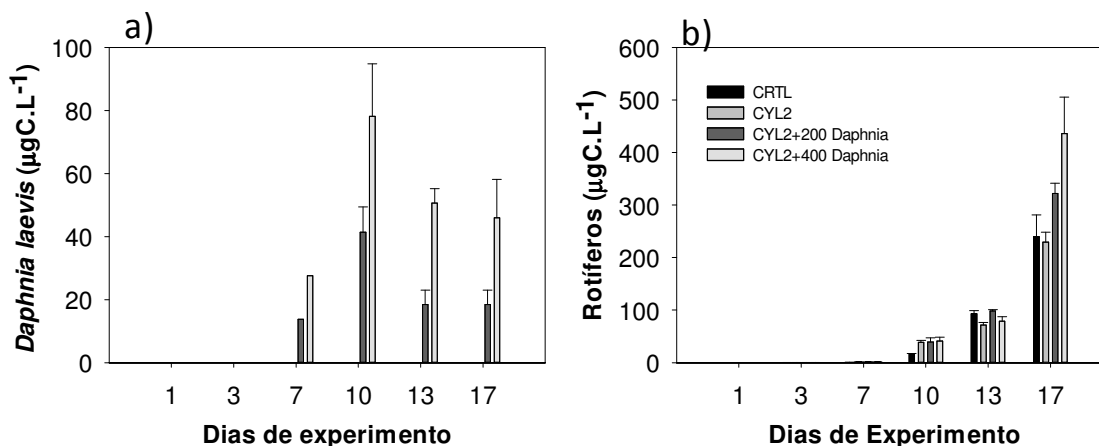 a)
100
80
60
40
20
0
Daphnia laevis (µgC.L-1)
1 3 7 10 13 17
Dias de experimento
b)
600
500
400
300
200
100
0
Rotíferos (µgC.L-1)
CRTL
CYL2
CYL2+200 Daphnia
CYL2+400 Daphnia
1 3 7 10 13 17
Dias de Experimento